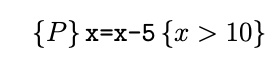 {P} x=x-5 {x > 10}